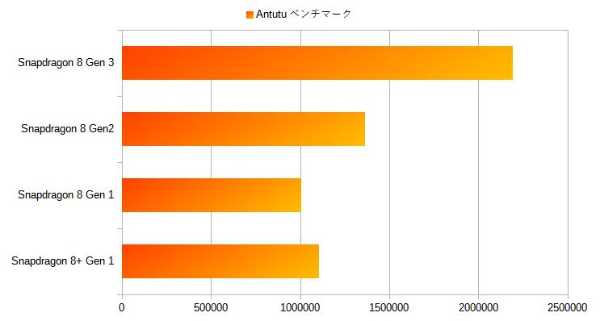 Antutu ベンチマーク
Snapdragon 8 Gen 3
Snapdragon 8 Gen2
Snapdragon 8 Gen 1
Snapdragon 8+ Gen 1
0 500000 1000000 1500000 2000000 2500000